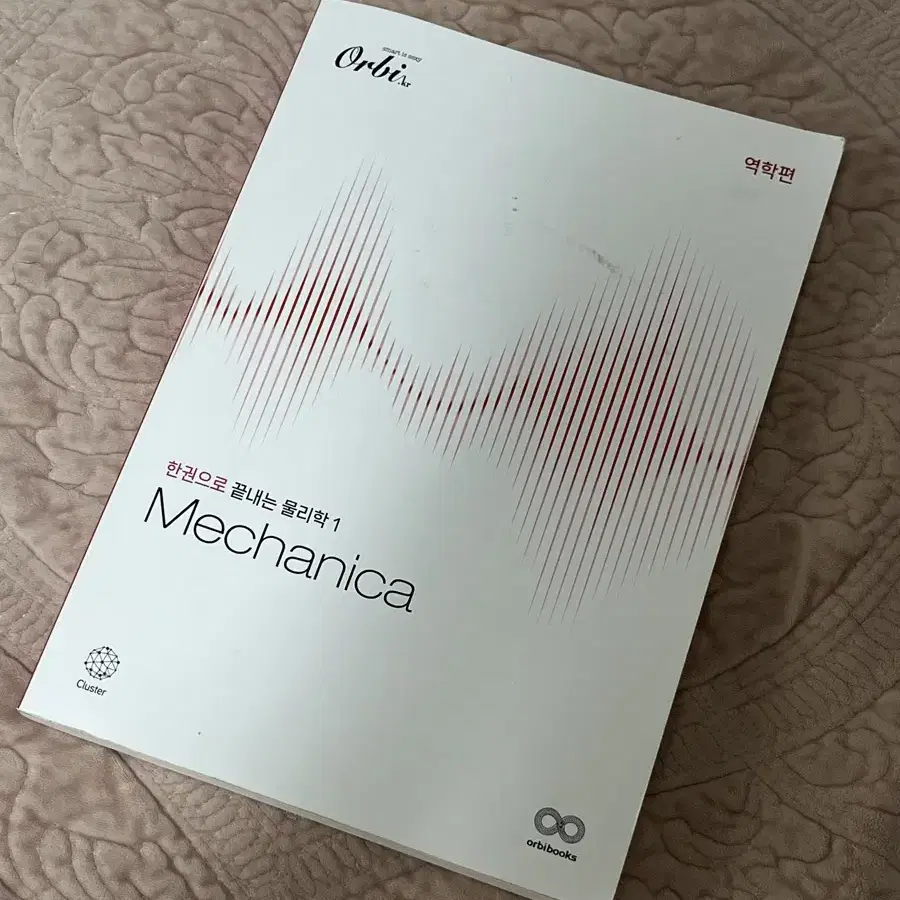 smart is sexy
Orbi.kr
역학편
한권으로 끝내는 물리학 1
Mechanica
Cluster
orbibooks